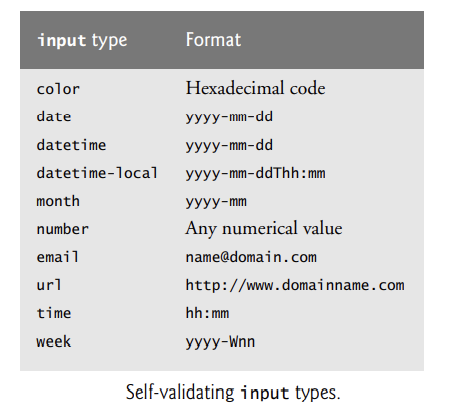 input type Format
color Hexadecimal code
date yyyy-mm-dd
datetime yyyy-mm-dd
datetime-local yyyy-mm-ddThh:mm
month yyyy-mm
number Any numerical value
email name@domain.com
url http://www.domainname.com
time hh:mm
week yyyy-Wnn
Self-validating input types.